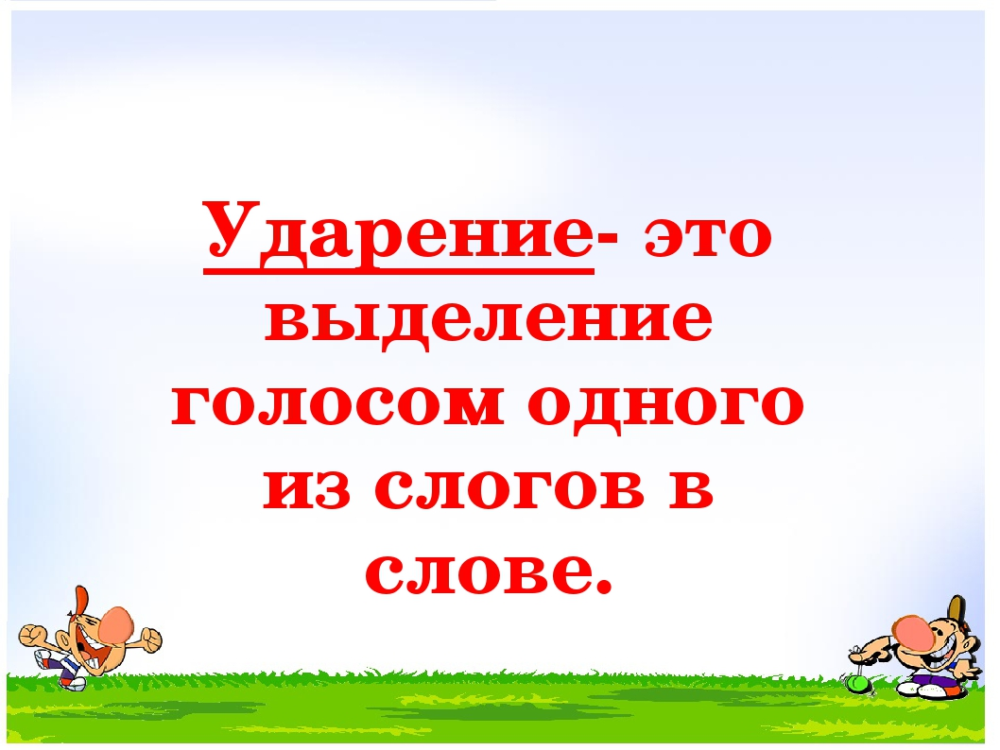 Ударение- это
выделение
голосом одного
из слогов в
слове.